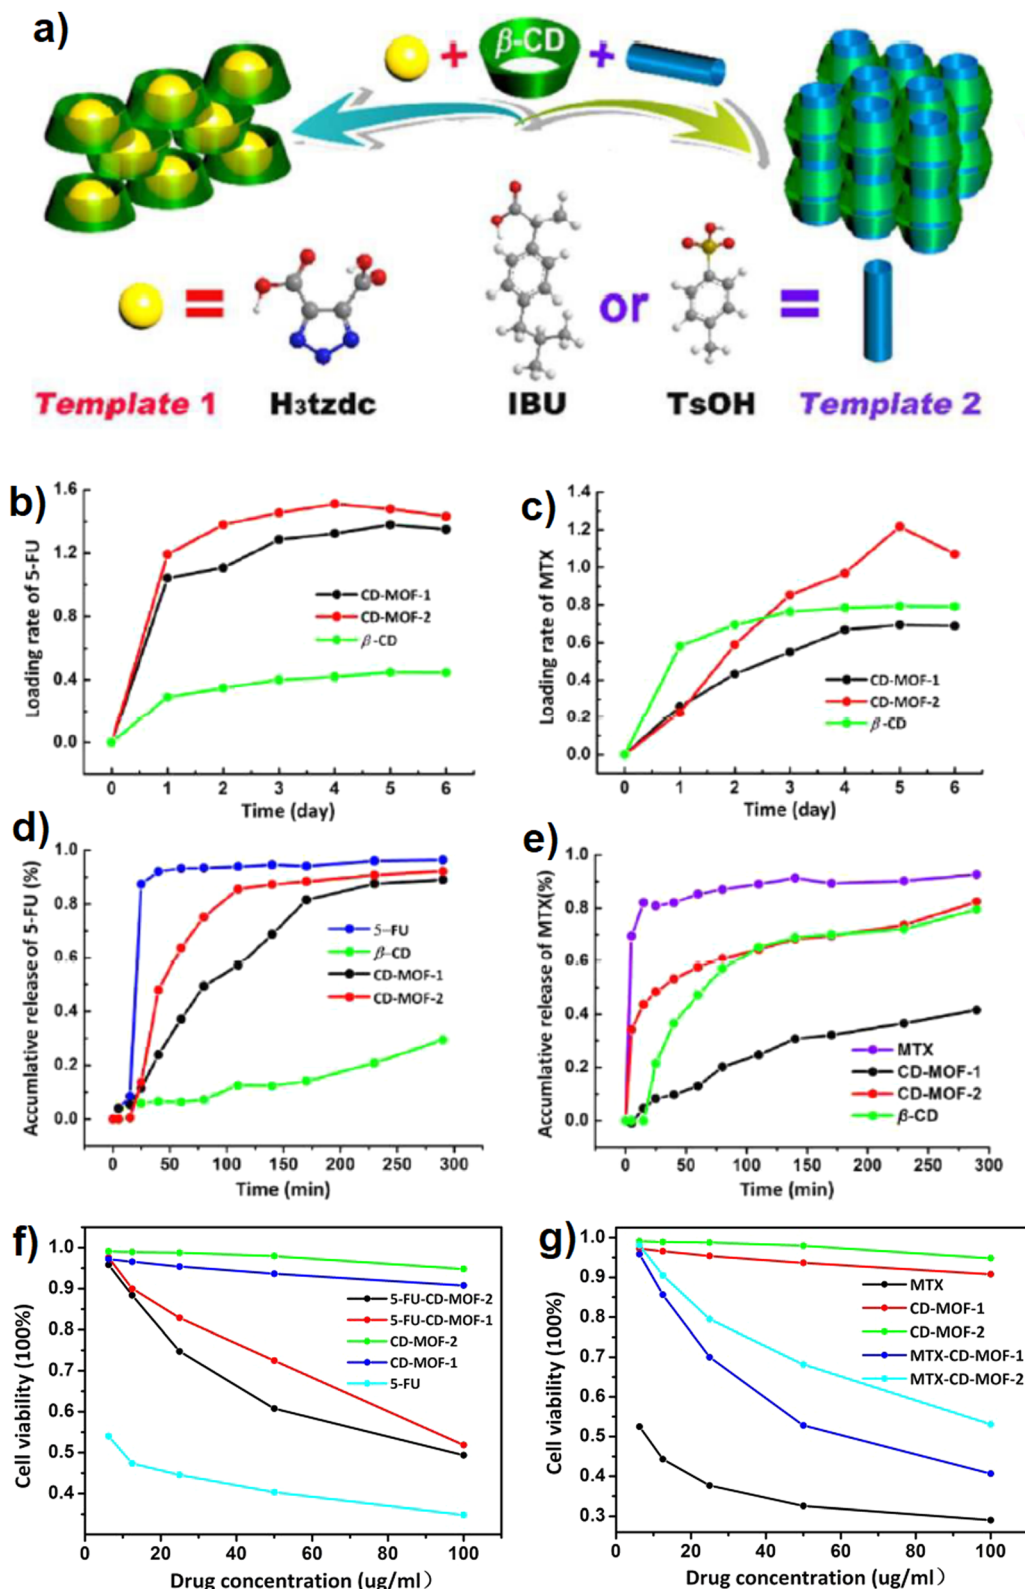 a)
+ β-CD +
= or =
Template 1 H3tzdc IBU TsOH Template 2
b)
Loading rate of 5-FU
1.6
1.2
0.8
0.4
0.0
CD-MOF-1
CD-MOF-2
β-CD
0 1 2 3 4 5 6
Time (day)
c)
Loading rate of MTX
1.4
1.2
1.0
0.8
0.6
0.4
0.2
0.0
CD-MOF-1
CD-MOF-2
β-CD
0 1 2 3 4 5 6
Time (day)
d)
Accumlative release of 5-FU (%)
1.0
0.8
0.6
0.4
0.2
0.0
5-FU
β-CD
CD-MOF-1
CD-MOF-2
0 50 100 150 200 250 300
Time (min)
e)
Accumulative release of MTX(%)
1.0
0.8
0.6
0.4
0.2
0.0
MTX
CD-MOF-1
CD-MOF-2
β-CD
0 50 100 150 200 250 300
Time (min)
f)
Cell viability (100%)
1.0
0.9
0.8
0.7
0.6
0.5
0.4
5-FU-CD-MOF-2
5-FU-CD-MOF-1
CD-MOF-2
CD-MOF-1
5-FU
0 20 40 60 80 100
Drug concentration (ug/ml)
g)
Cell viability (100%)
1.0
0.9
0.8
0.7
0.6
0.5
0.4
0.3
MTX
CD-MOF-1
CD-MOF-2
MTX-CD-MOF-1
MTX-CD-MOF-2
0 20 40 60 80 100
Drug concentration (ug/ml)